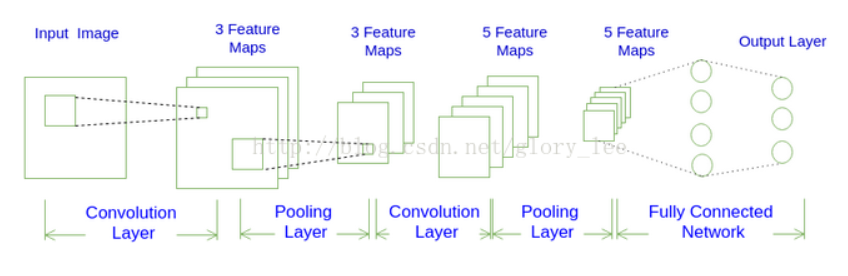 Input Image
3 Feature
Maps
3 Feature
Maps
5 Feature
Maps
5 Feature
Maps
Output Layer
http://blog.csdn.net/glory_lee
Convolution
Layer
Pooling
Layer
Convolution
Layer
Pooling
Layer
Fully Connected
Network